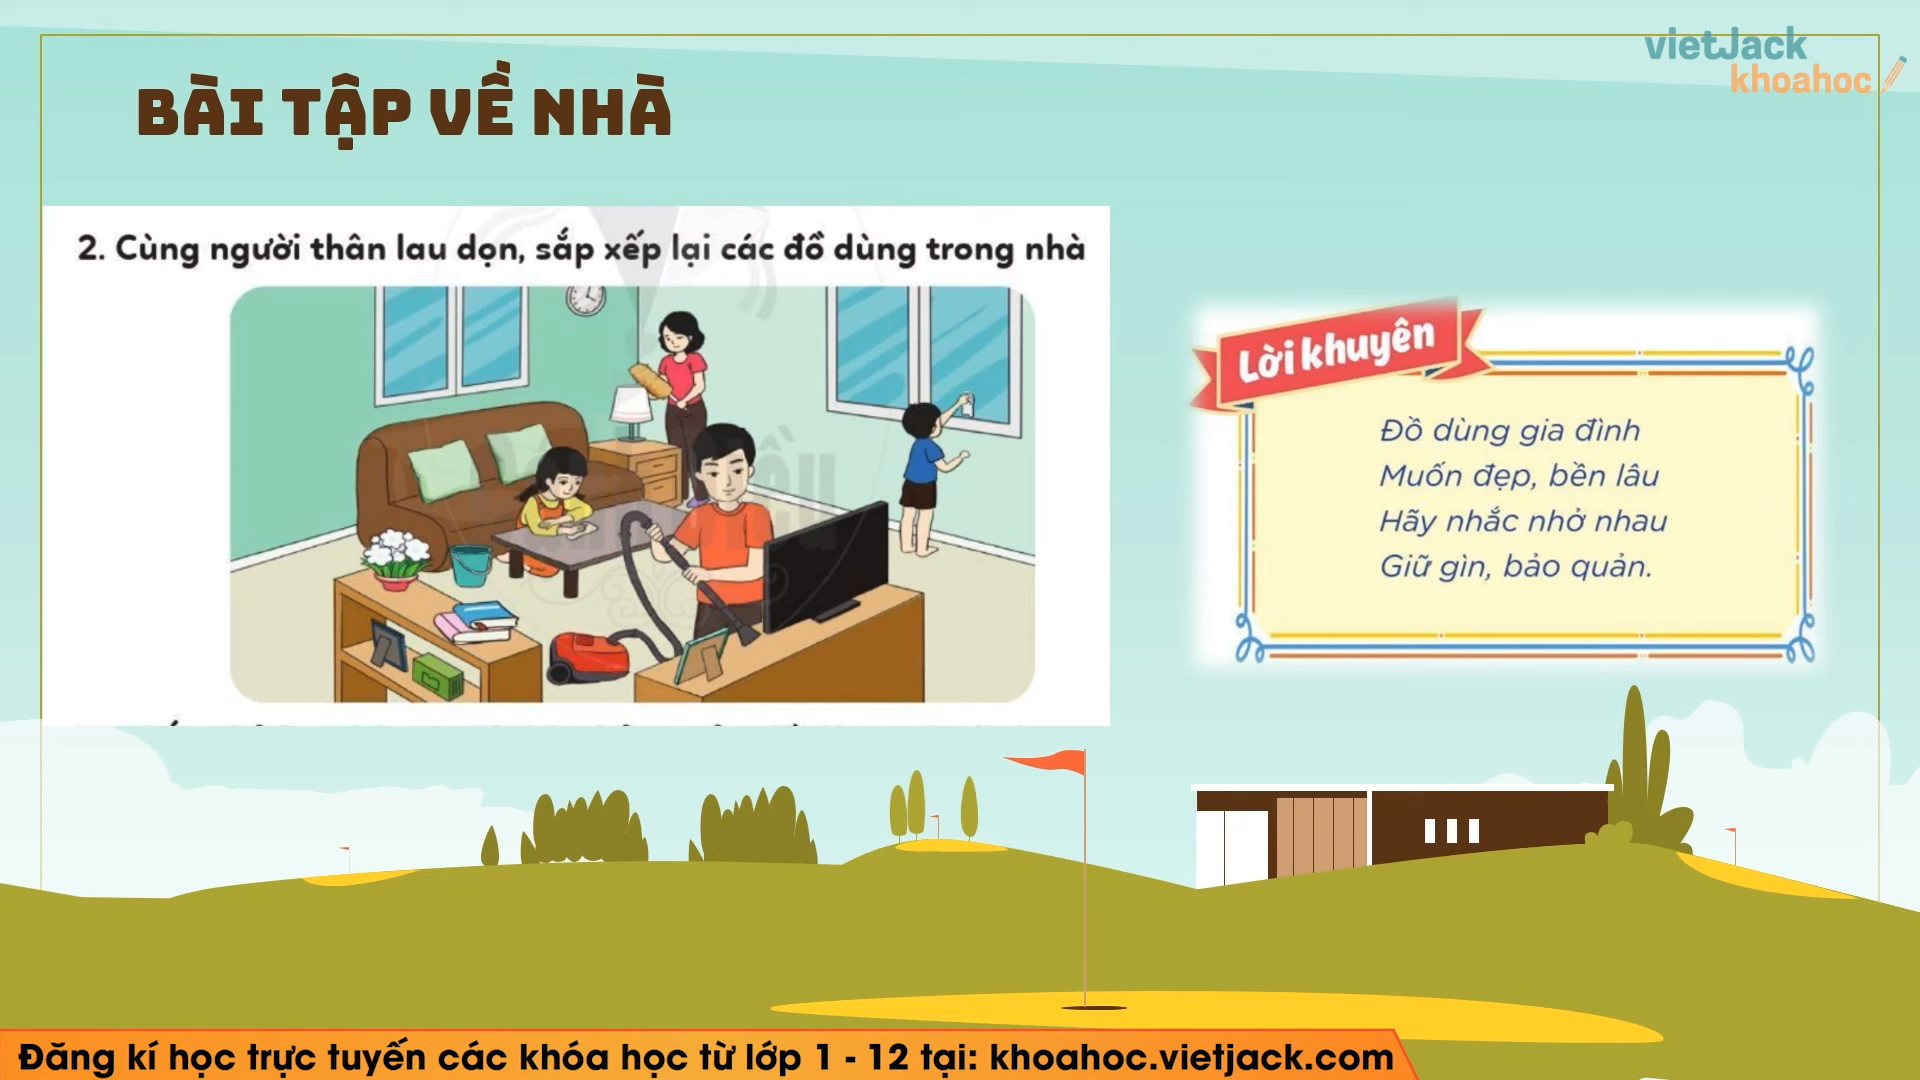 vietJack
khoahoc
BÀI TẬP VỀ NHÀ
2. Cùng người thân lau dọn, sắp xếp lại các đồ dùng trong nhà
Lời khuyên
Đồ dùng gia đình
Muốn đẹp, bền lâu
Hãy nhắc nhở nhau
Giữ gìn, bảo quản.
Đăng kí học trực tuyến các khóa học từ lớp 1 - 12 tại: khoahoc.vietjack.com